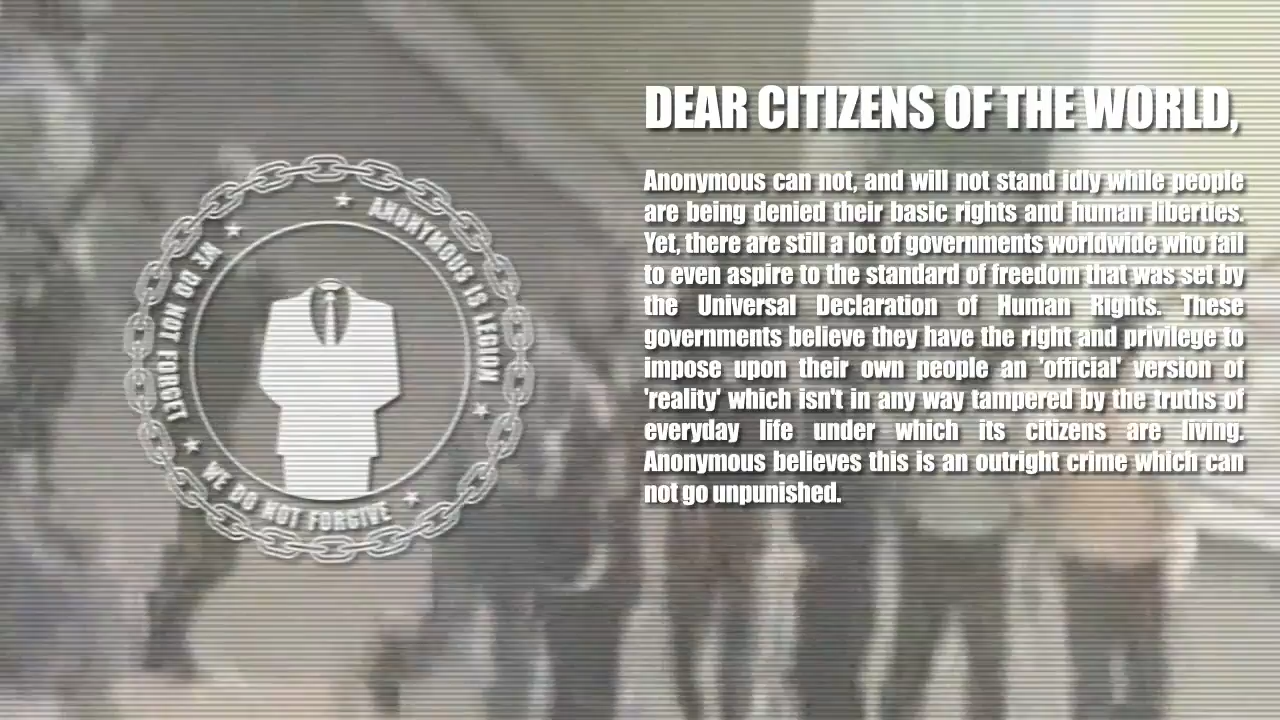 DEAR CITIZENS OF THE WORLD,
Anonymous can not, and will not stand idly while people
are being denied their basic rights and human liberties.
Yet, there are still a lot of governments worldwide who fail
to even aspire to the standard of freedom that was set by
the Universal Declaration of Human Rights. These
governments believe they have the right and privilege to
impose upon their own people an 'official' version of
'reality' which isn't in any way tampered by the truths of
everyday life under which its citizens are living.
Anonymous believes this is an outright crime which can
not go unpunished.
ANONYMOUS IS LEGION
WE DO NOT FORGIVE
WE DO NOT FORGET